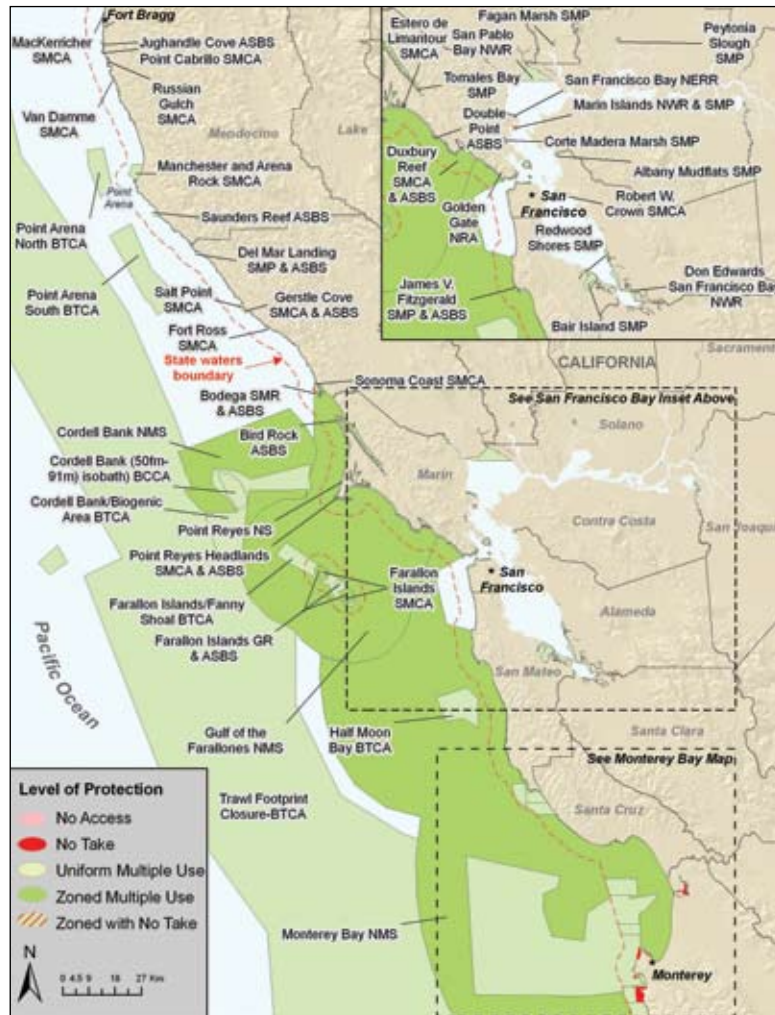 Fort Bragg
MacKerricher
SMCA
Jughandle Cove ASBS
Point Cabrillo SMCA
Russian
Gulch
SMCA
Van Damme
SMCA
Mendocino
Lake
Manchester and Arena
Rock SMCA
Point
Arena
Point Arena
North BTCA
Saunders Reef ASBS
Del Mar Landing
SMP & ASBS
Point Arena
South BTCA
Salt Point
SMCA
Gerstle Cove
SMCA & ASBS
Fort Ross
SMCA
State waters
boundary
Sonoma Coast SMCA
Bodega SMR
& ASBS
Bird Rock
ASBS
Cordell Bank NMS
Cordell Bank (50fm-
91m) isobath) BCCA
Cordell Bank/Biogenic
Area BTCA
Point Reyes NS
Point Reyes Headlands
SMCA & ASBS
Farallon Islands/Fanny
Shoal BTCA
Farallon Islands GR
& ASBS
Farallon
Islands
SMCA
Pacific Ocean
Gulf of the
Farallones NMS
Half Moon
Bay BTCA
Trawl Footprint
Closure-BTCA
Monterey Bay NMS
Estero de
Limantour
SMCA
San Pablo
Bay NWR
Fagan Marsh SMP
Peytonia
Slough
SMP
Tomales Bay
SMP
San Francisco Bay NERR
Marin Islands NWR & SMP
Double
Point
ASBS
Corte Madera Marsh SMP
Duxbury
Reef
SMCA
& ASBS
Albany Mudflats SMP
San
Francisco
Robert W.
Crown SMCA
Golden
Gate
NRA
Redwood
Shores SMP
Don Edwards
San Francisco Bay
NWR
James V.
Fitzgerald
SMP & ASBS
Bair Island SMP
CALIFORNIA
Sacrament
See San Francisco Bay Inset Above
Solano
Marin
Contra Costa
San Joaqui
San
Francisco
Alameda
San Mateo
Santa Clara
See Monterey Bay Map
Santa Cruz
Monterey
Level of Protection
No Access
No Take
Uniform Multiple Use
Zoned Multiple Use
Zoned with No Take
N
0 4.5 9 18 27 Km